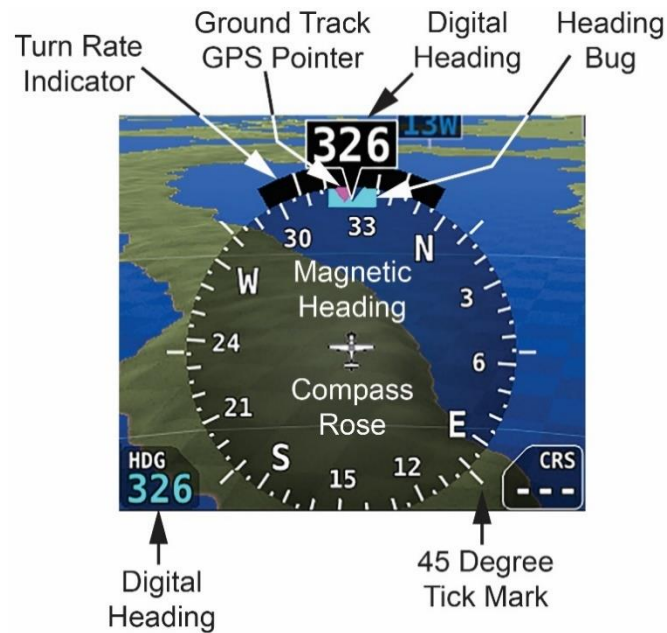 Turn Rate
Indicator
Ground Track
GPS Pointer
Digital
Heading
Heading
Bug
13W
326
30
33
N
W
3
24
6
21
E
S
15
12
Magnetic
Heading
Compass
Rose
HDG
326
CRS
---
Digital
Heading
45 Degree
Tick Mark